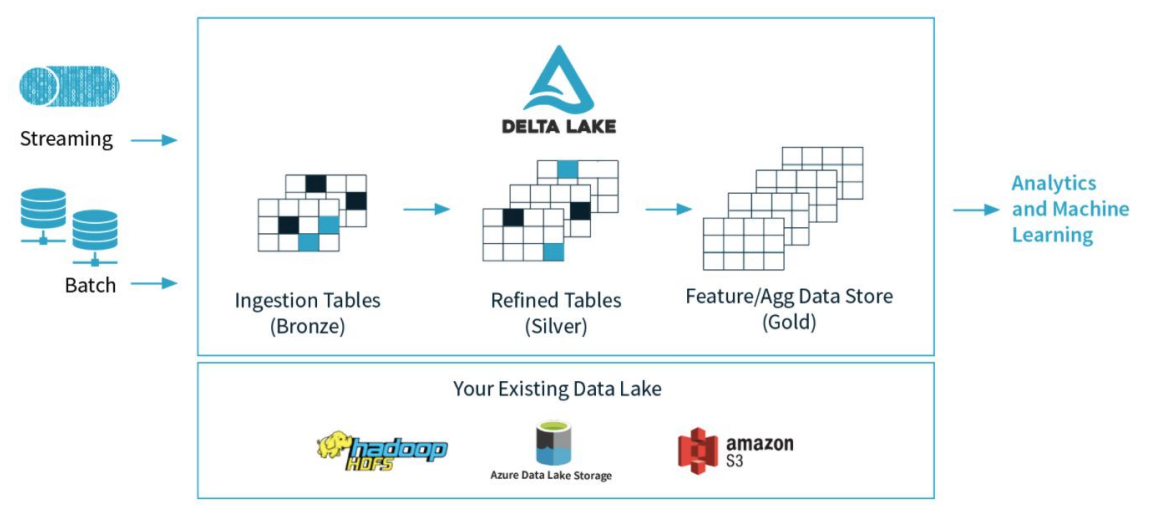 DELTA LAKE
Streaming
Batch
Ingestion Tables
(Bronze)
Refined Tables
(Silver)
Feature/Agg Data Store
(Gold)
Analytics
and Machine
Learning
Your Existing Data Lake
hadoop
HDFS
Azure Data Lake Storage
amazon
S3